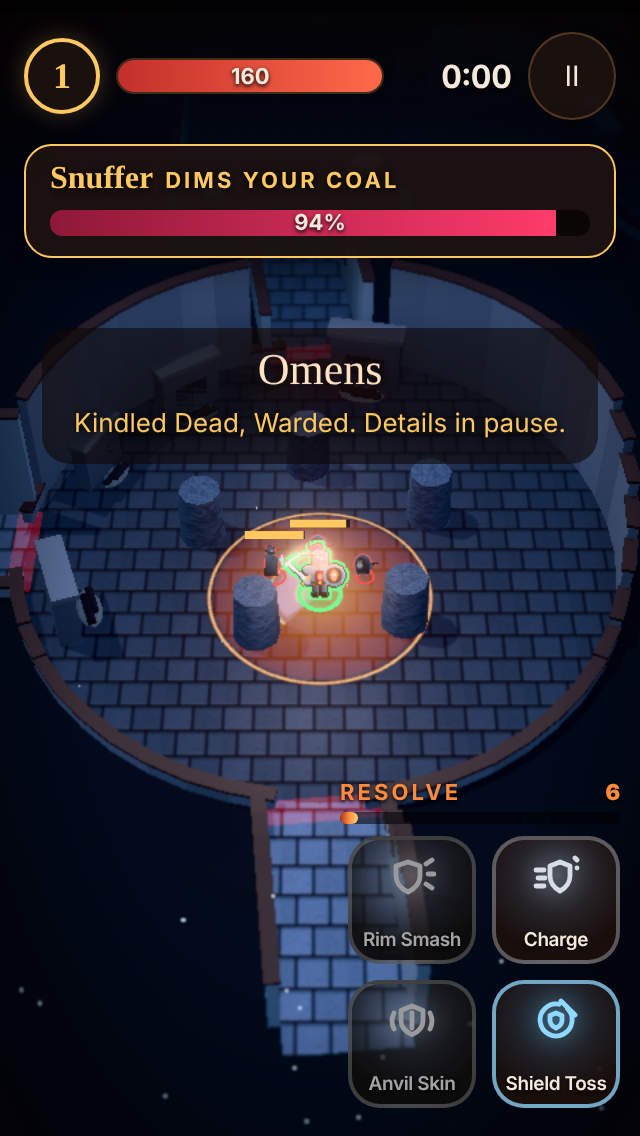 1
160
0:00
Snuffer DIMS YOUR COAL
94%
Omens
Kindled Dead, Warded. Details in pause.
RESOLVE 6
Rim Smash
Charge
Anvil Skin
Shield Toss